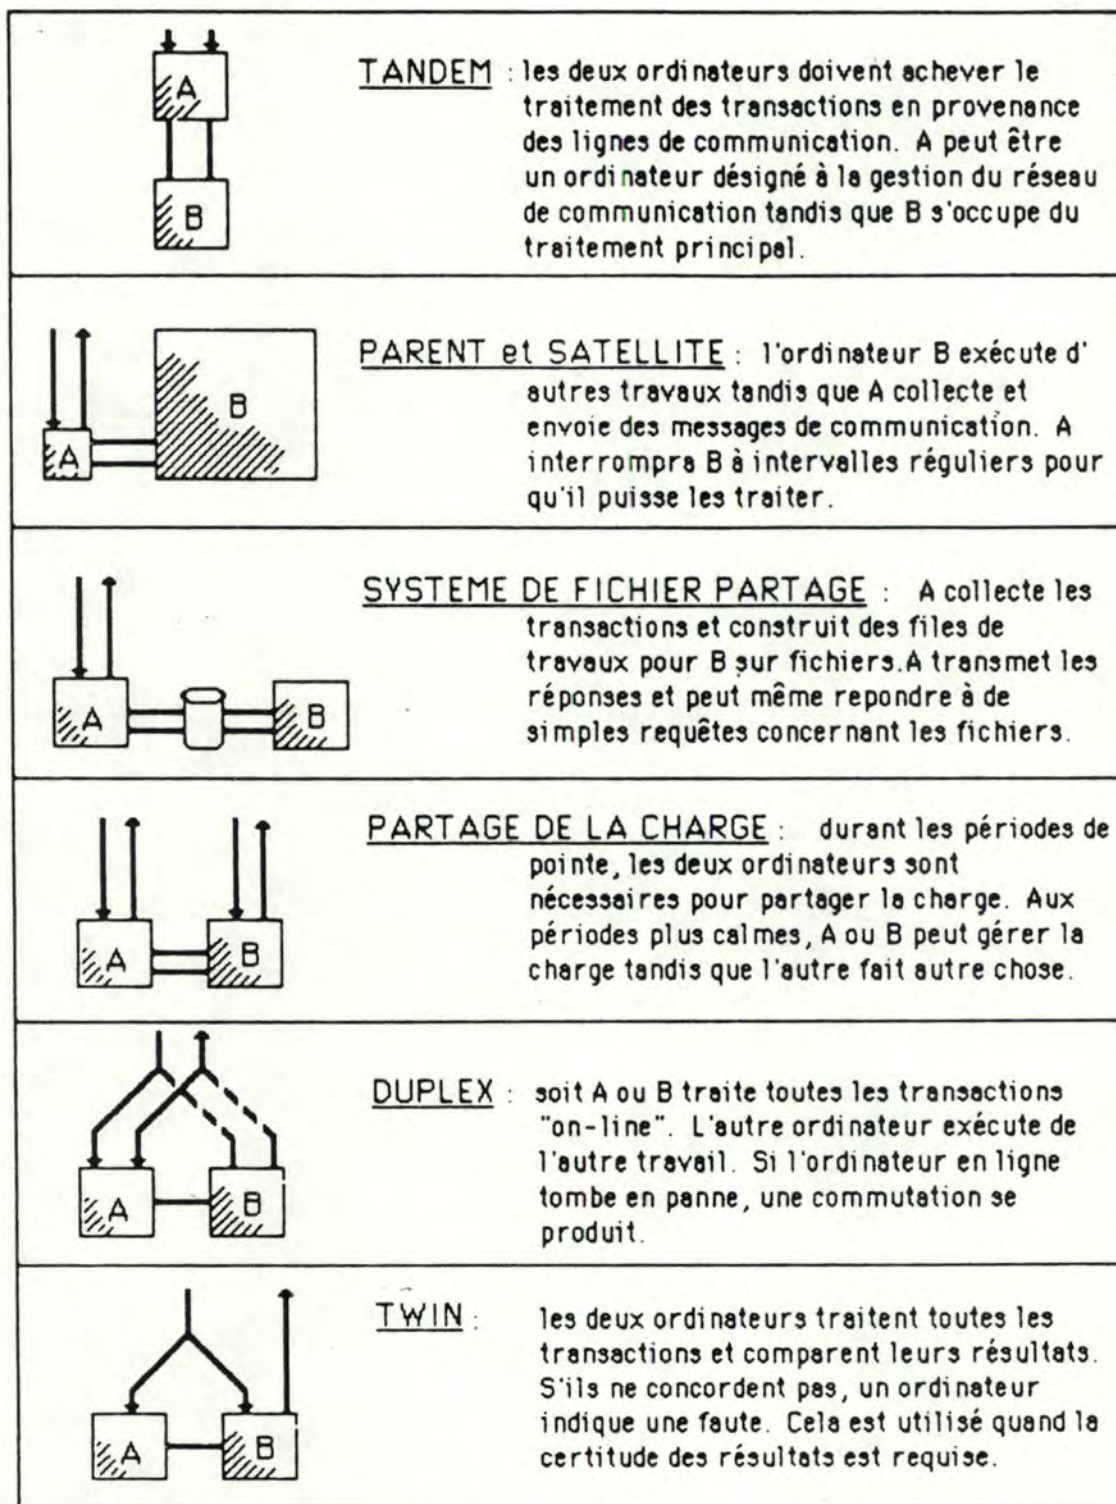 A
B
TANDEM : les deux ordinateurs doivent achever le
traitement des transactions en provenance
des lignes de communication. A peut être
un ordinateur désigné à la gestion du réseau
de communication tandis que B s'occupe du
traitement principal.
A
B
PARENT et SATELLITE : l'ordinateur B exécute d'
autres travaux tandis que A collecte et
envoie des messages de communication. A
interrompra B à intervalles réguliers pour
qu'il puisse les traiter.
A
B
SYSTEME DE FICHIER PARTAGE : A collecte les
transactions et construit des files de
travaux pour B sur fichiers.A transmet les
réponses et peut même repondre à de
simples requêtes concernant les fichiers.
A
B
PARTAGE DE LA CHARGE : durant les périodes de
pointe, les deux ordinateurs sont
nécessaires pour partager la charge. Aux
périodes plus calmes, A ou B peut gérer la
charge tandis que l'autre fait autre chose.
A
B
DUPLEX : soit A ou B traite toutes les transactions
"on-line". L'autre ordinateur exécute de
l'autre travail. Si l'ordinateur en ligne
tombe en panne, une commutation se
produit.
A
B
TWIN : les deux ordinateurs traitent toutes les
transactions et comparent leurs résultats.
S'ils ne concordent pas, un ordinateur
indique une faute. Cela est utilisé quand la
certitude des résultats est requise.